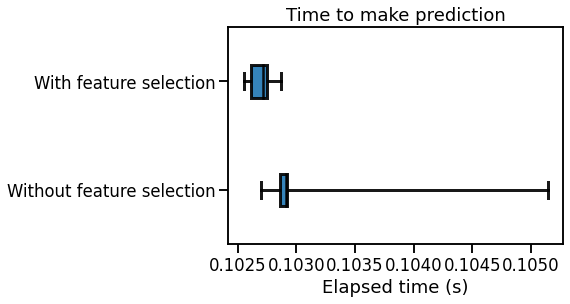 Time to make prediction
With feature selection
Without feature selection
0.1025 0.1030 0.1035 0.1040 0.1045 0.1050
Elapsed time (s)